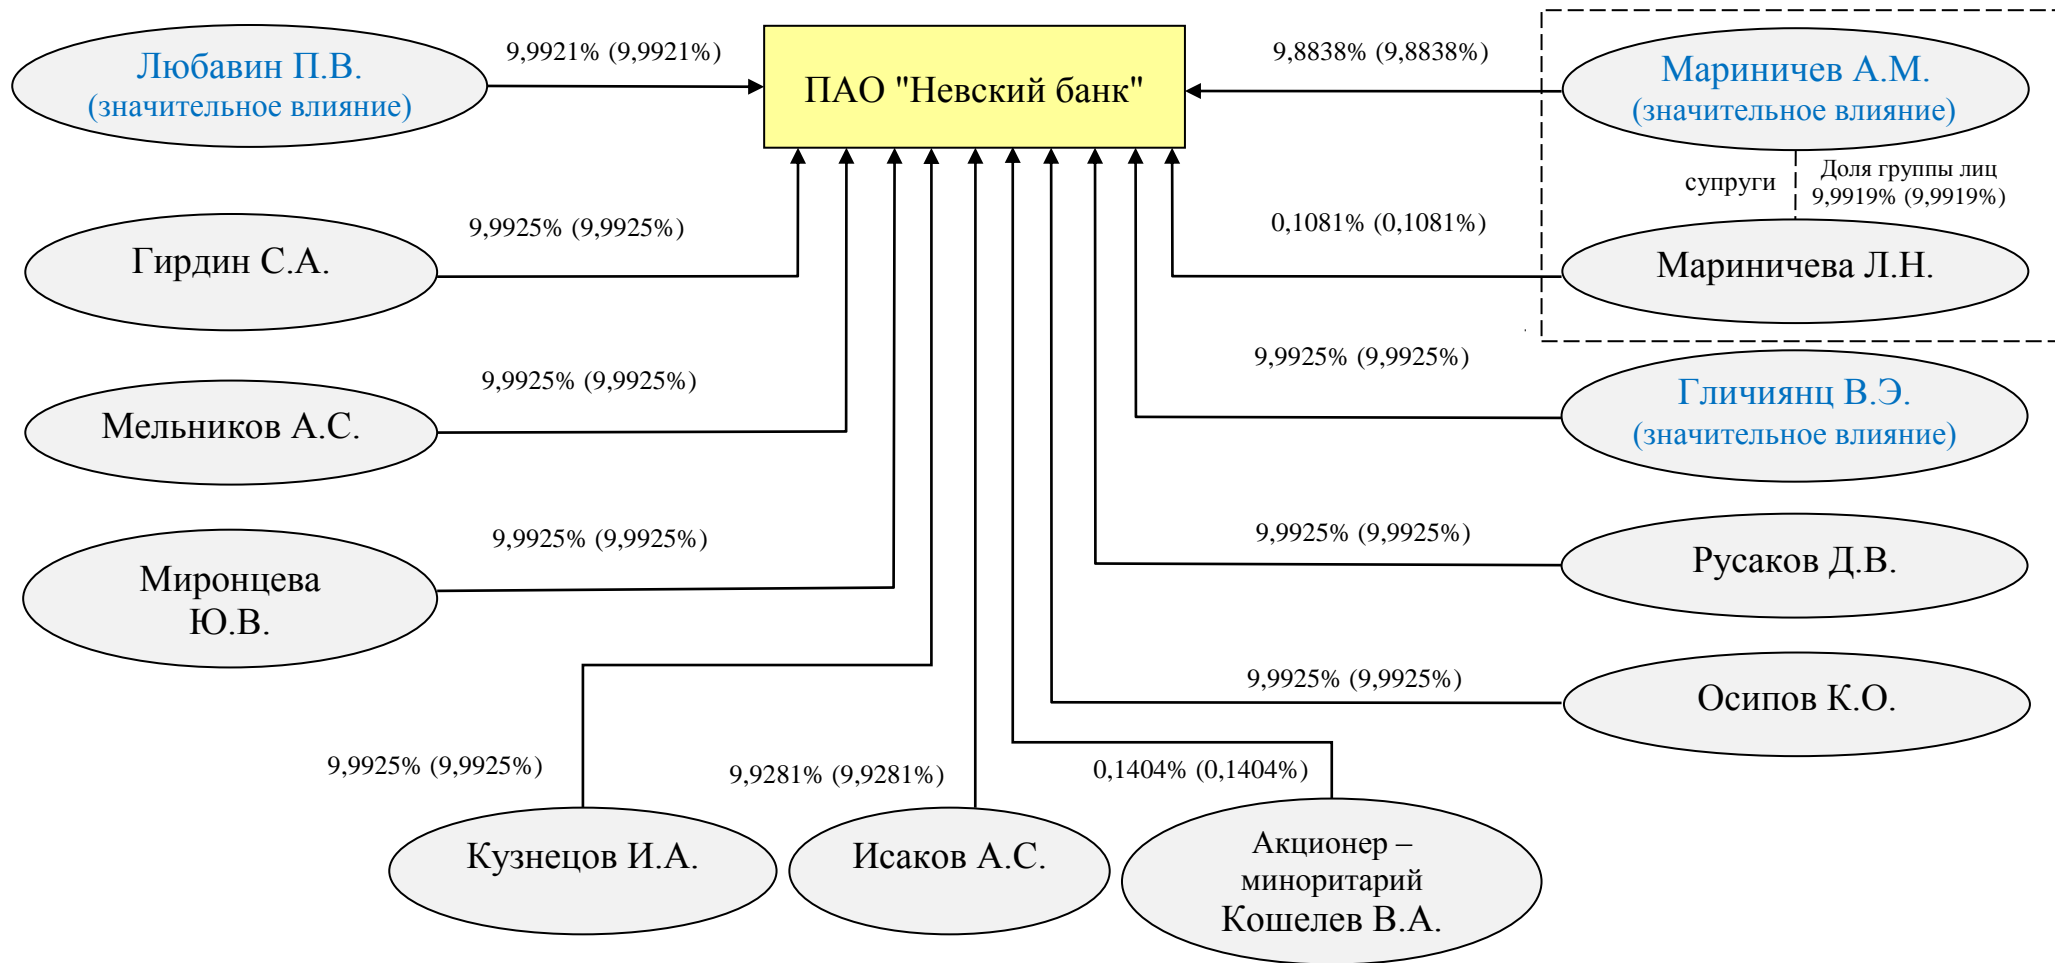 Любавин П.В.
(значительное влияние)
9,9921% (9,9921%)
ПАО "Невский банк"
9,8838% (9,8838%)
Мариничев А.М.
(значительное влияние)
супруги
Доля группы лиц
9,9919% (9,9919%)
Гирдин С.А.
9,9925% (9,9925%)
0,1081% (0,1081%)
Мариничева Л.Н.
Мельников А.С.
9,9925% (9,9925%)
9,9925% (9,9925%)
Гличиянц В.Э.
(значительное влияние)
Миронцева
Ю.В.
9,9925% (9,9925%)
9,9925% (9,9925%)
Русаков Д.В.
9,9925% (9,9925%)
Осипов К.О.
9,9925% (9,9925%)
Кузнецов И.А.
9,9281% (9,9281%)
Исаков А.С.
0,1404% (0,1404%)
Акционер –
миноритарий
Кошелев В.А.